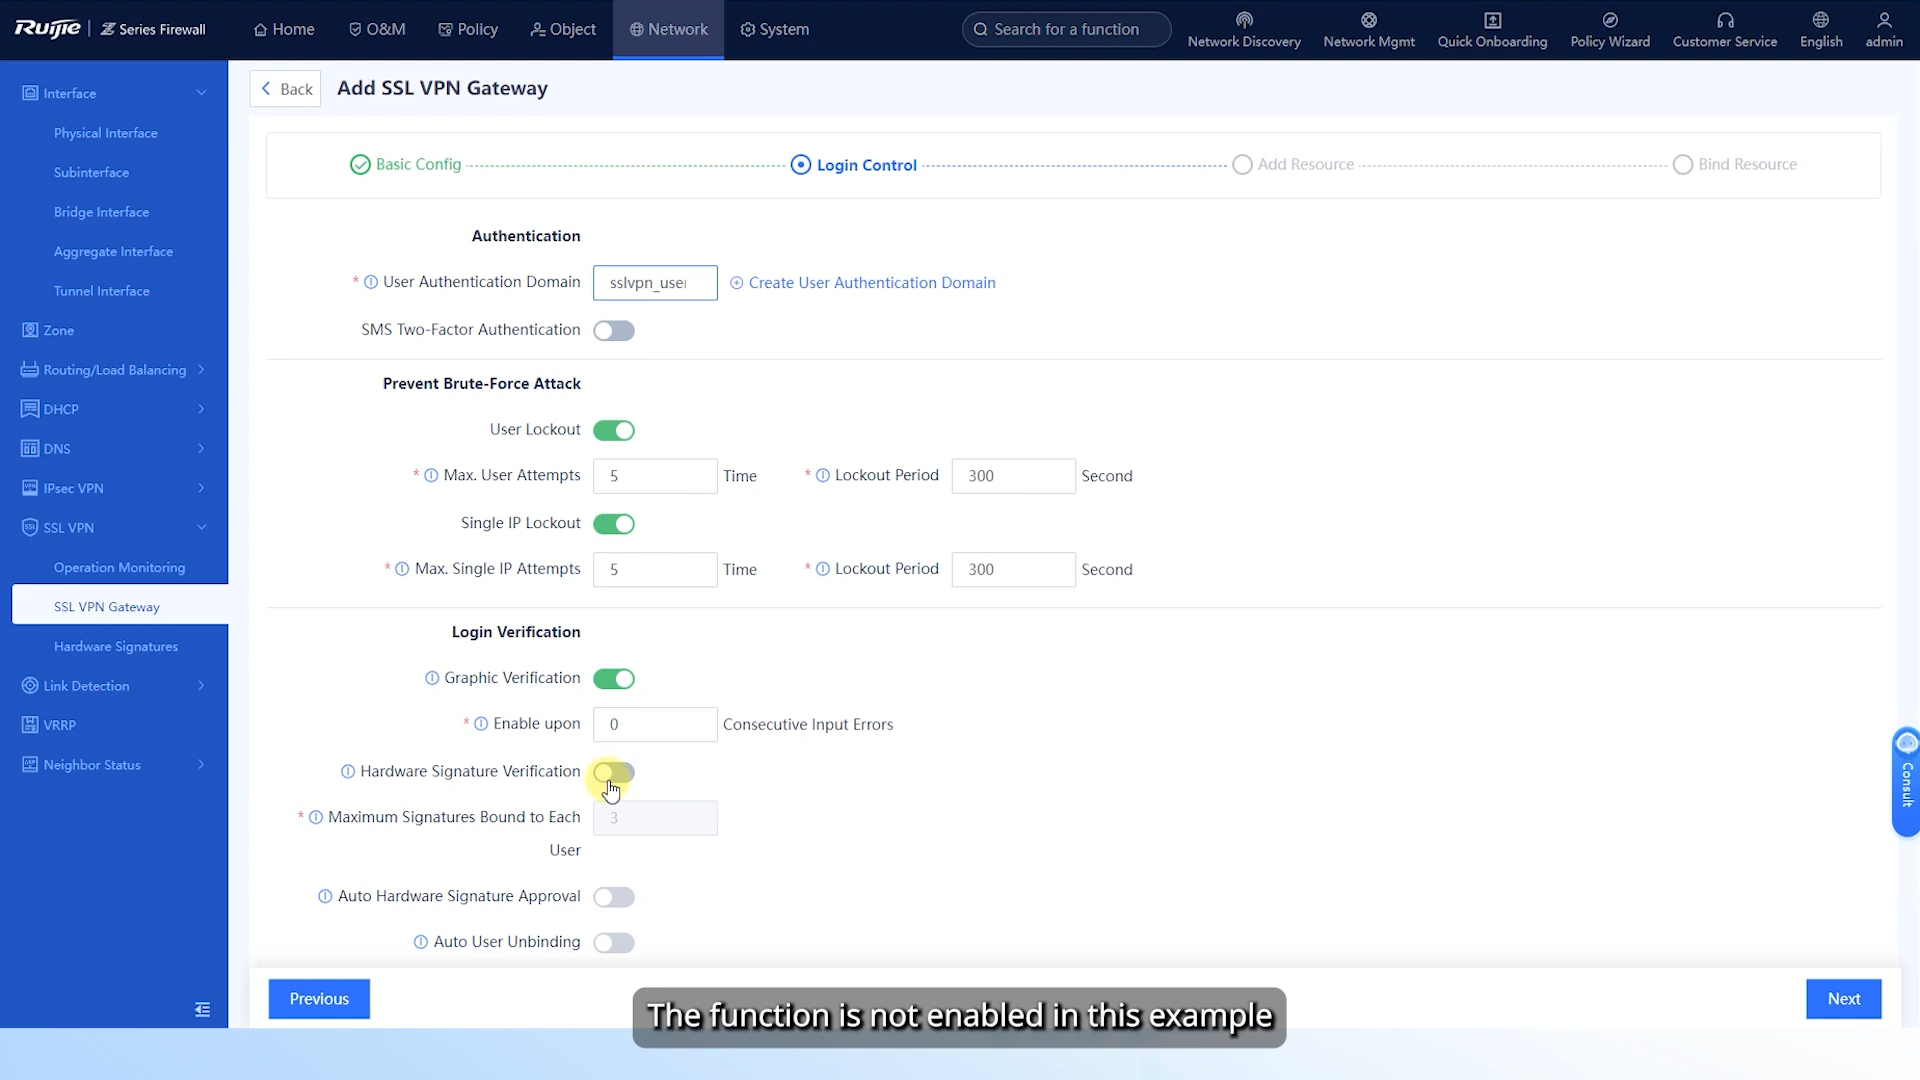 Ruijie | Z Series Firewall
Home
O&M
Policy
Object
Network
System
Search for a function
Network Discovery
Network Mgmt
Quick Onboarding
Policy Wizard
Customer Service
English
admin
Interface
Physical Interface
Subinterface
Bridge Interface
Aggregate Interface
Tunnel Interface
Zone
Routing/Load Balancing
DHCP
DNS
IPsec VPN
SSL VPN
Operation Monitoring
SSL VPN Gateway
Hardware Signatures
Link Detection
VRRP
Neighbor Status
Back
Add SSL VPN Gateway
Basic Config
Login Control
Add Resource
Bind Resource
Authentication
* User Authentication Domain sslvpn_user Create User Authentication Domain
SMS Two-Factor Authentication
Prevent Brute-Force Attack
User Lockout
* Max. User Attempts 5 Time * Lockout Period 300 Second
Single IP Lockout
* Max. Single IP Attempts 5 Time * Lockout Period 300 Second
Login Verification
Graphic Verification
* Enable upon 0 Consecutive Input Errors
Hardware Signature Verification
* Maximum Signatures Bound to Each 3
User
Auto Hardware Signature Approval
Auto User Unbinding
Previous
Next
Consult
The function is not enabled in this example